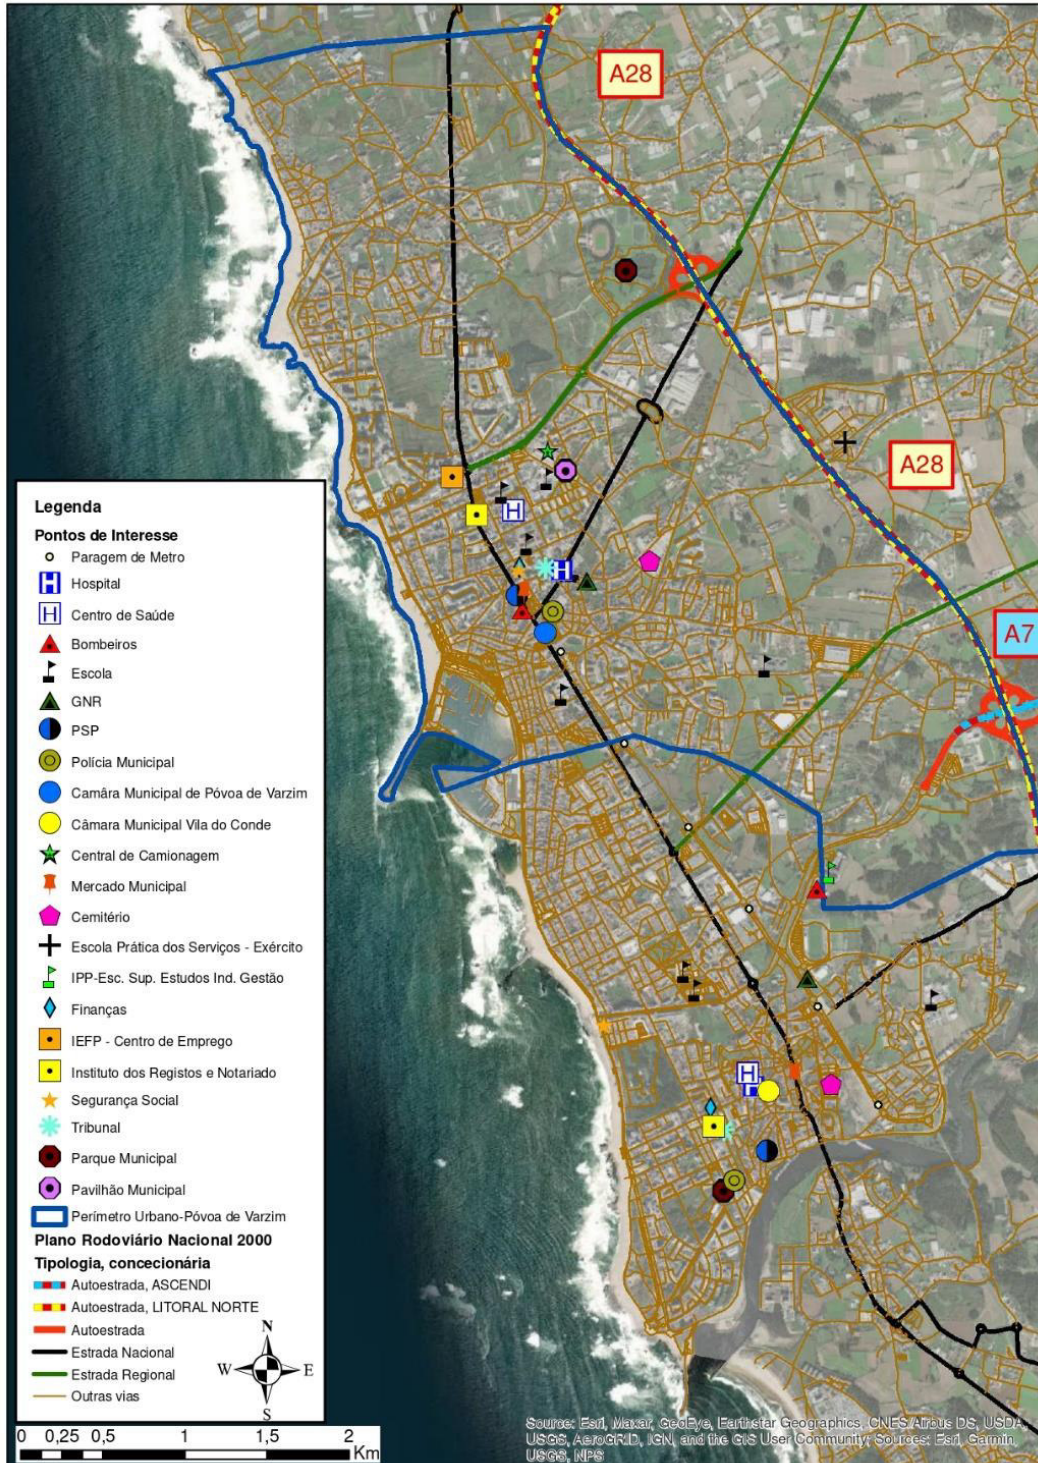 A28
A28
A7
Legenda
Pontos de Interesse
Paragem de Metro
Hospital
Centro de Saúde
Bombeiros
Escola
GNR
PSP
Polícia Municipal
Camâra Municipal de Póvoa de Varzim
Câmara Municipal Vila do Conde
Central de Camionagem
Mercado Municipal
Cemitério
Escola Prática dos Serviços - Exército
IPP-Esc. Sup. Estudos Ind. Gestão
Finanças
IEFP - Centro de Emprego
Instituto dos Registos e Notariado
Segurança Social
Tribunal
Parque Municipal
Pavilhão Municipal
Perímetro Urbano-Póvoa de Varzim
Plano Rodoviário Nacional 2000
Tipologia, concecionária
Autoestrada, ASCENDI
Autoestrada, LITORAL NORTE
Autoestrada
Estrada Nacional
Estrada Regional
Outras vias
N
W E
S
0 0,25 0,5 1 1,5 2
Km
Source: Esri, Maxar, GeoEye, Earthstar Geographics, CNES/Airbus DS, USDA,
USGS, AeroGRID, IGN, and the GIS User Community; Sources: Esri, Garmin,
USGS, NPS